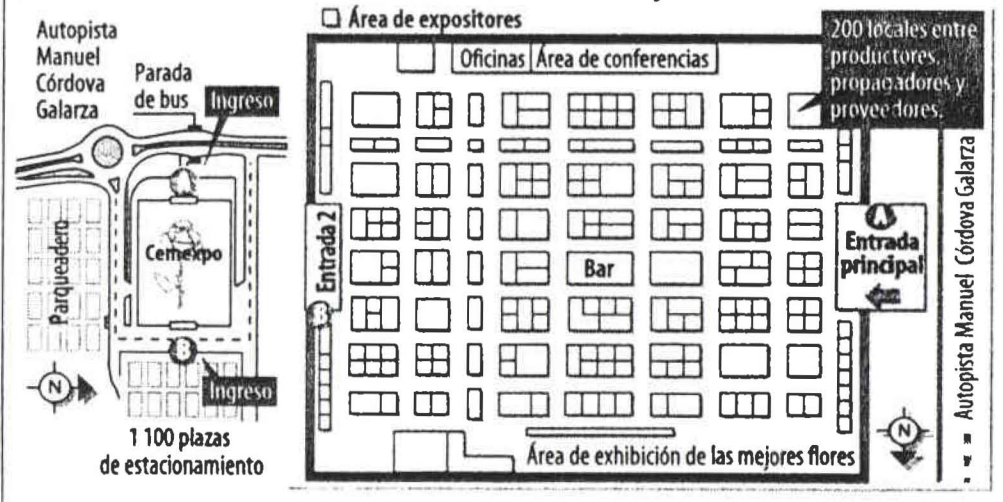 Área de expositores
Autopista
Manuel
Córdova
Galarza
Parada
de bus
Ingreso
Cemexpo
Parqueadero
B
Ingreso
N
1 100 plazas
de estacionamiento
Oficinas
Área de conferencias
200 locales entre
productores,
propagadores y
proveedores.
Entrada 2
B
Bar
A
Entrada
principal
Autopista Manuel Córdova Galarza
N
Área de exhibición de las mejores flores